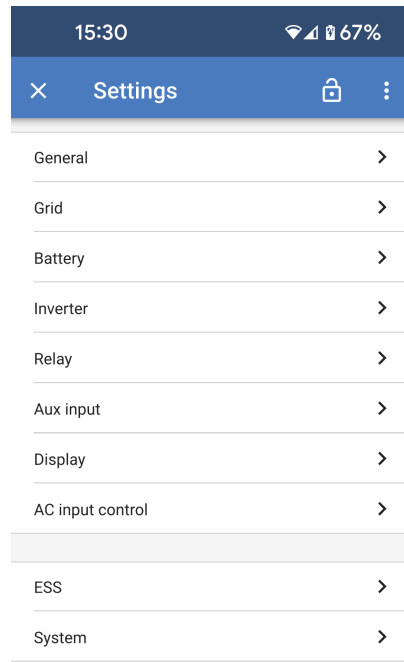 15:30 67%
Settings
General
Grid
Battery
Inverter
Relay
Aux input
Display
AC input control
ESS
System